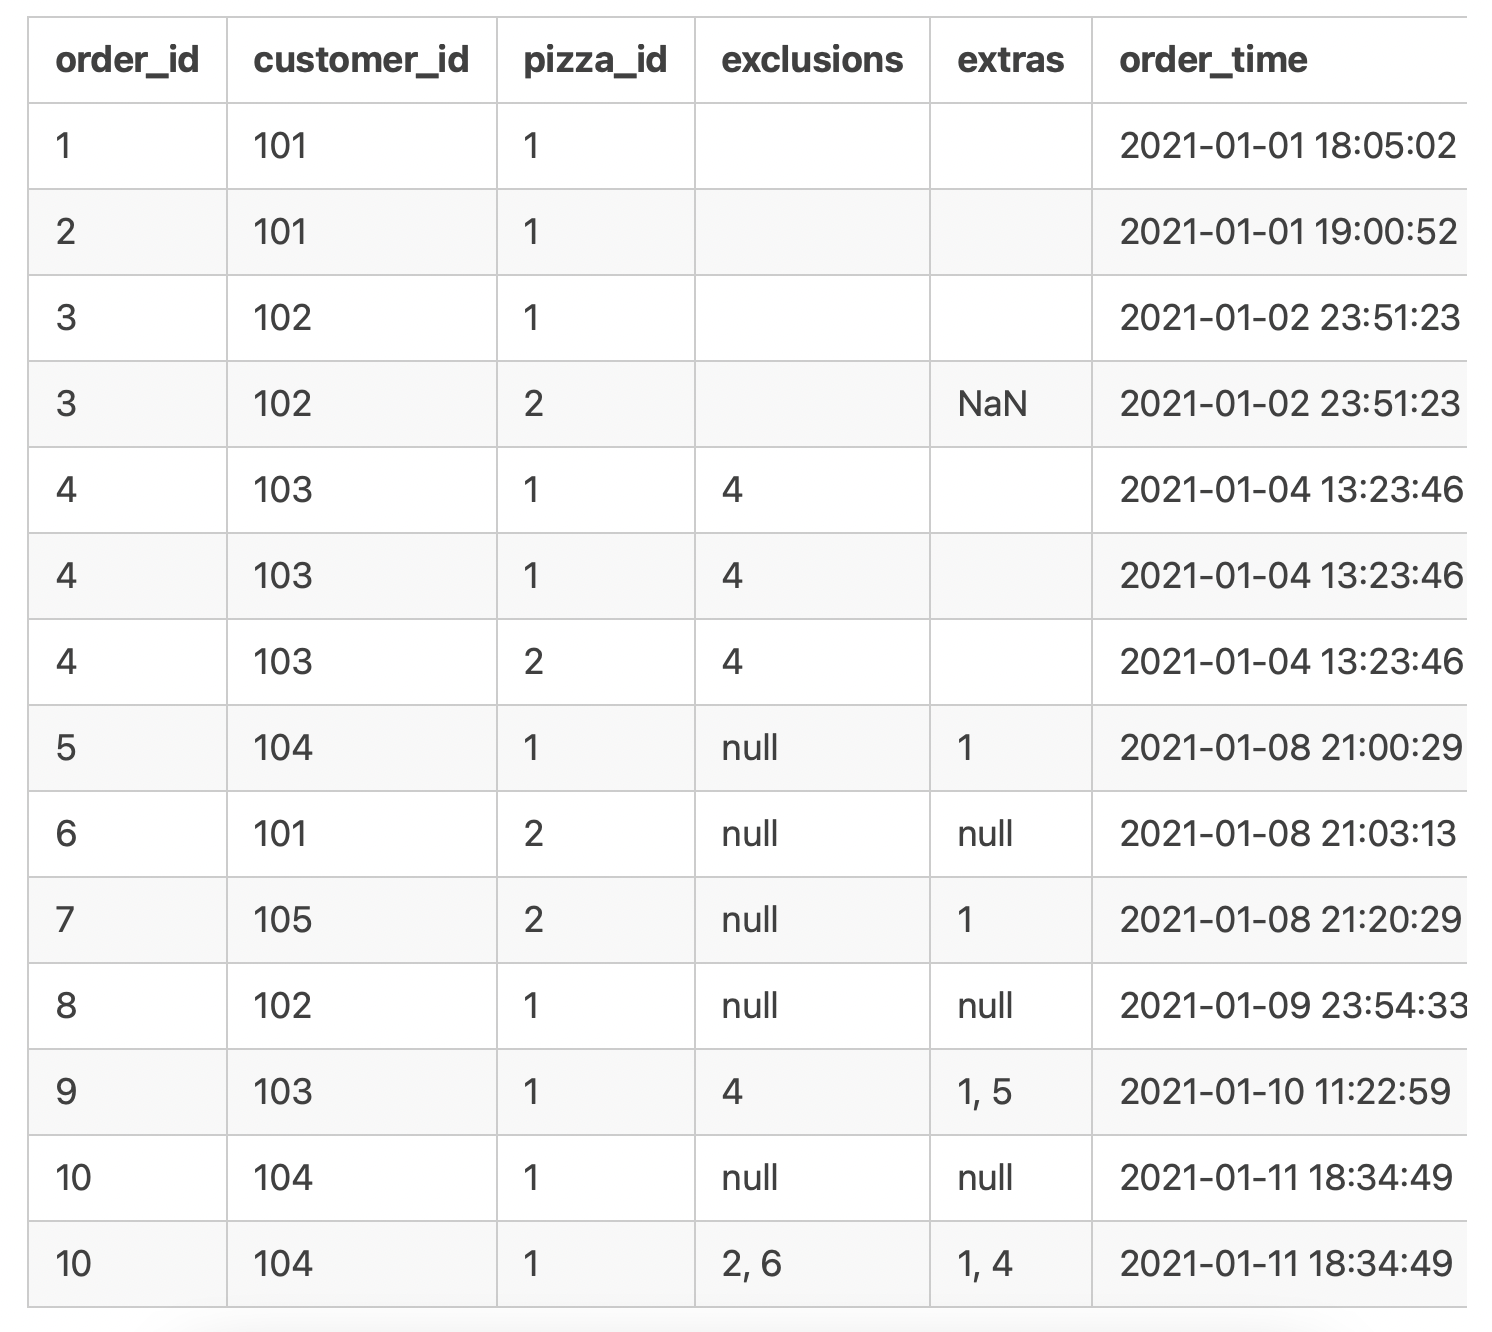 order_id customer_id pizza_id exclusions extras order_time
1 101 1 2021-01-01 18:05:02
2 101 1 2021-01-01 19:00:52
3 102 1 2021-01-02 23:51:23
3 102 2 NaN 2021-01-02 23:51:23
4 103 1 4 2021-01-04 13:23:46
4 103 1 4 2021-01-04 13:23:46
4 103 2 4 2021-01-04 13:23:46
5 104 1 null 1 2021-01-08 21:00:29
6 101 2 null null 2021-01-08 21:03:13
7 105 2 null 1 2021-01-08 21:20:29
8 102 1 null null 2021-01-09 23:54:33
9 103 1 4 1, 5 2021-01-10 11:22:59
10 104 1 null null 2021-01-11 18:34:49
10 104 1 2, 6 1, 4 2021-01-11 18:34:49